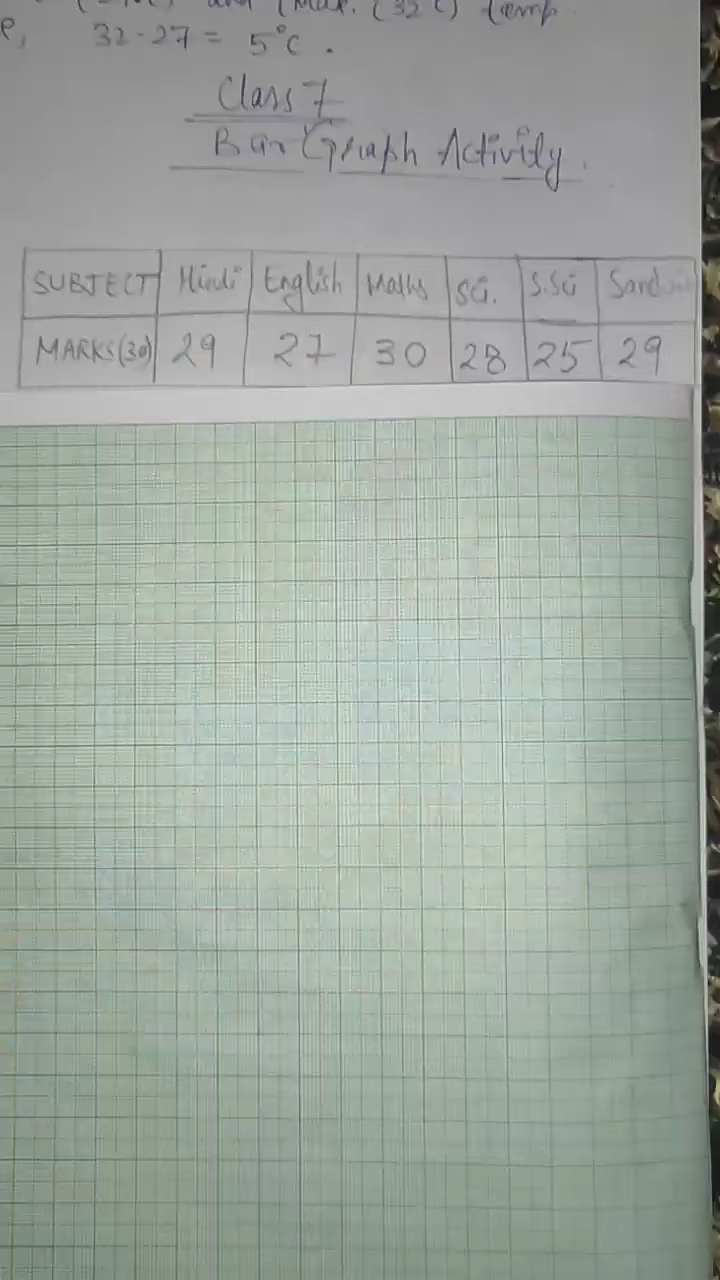 32-27 = 5°C.
Class 7
Bar Graph Activity.
SUBJECT Hindi English Maths Sci. S.Sci
MARKS(30) 29 27 30 28 25 29